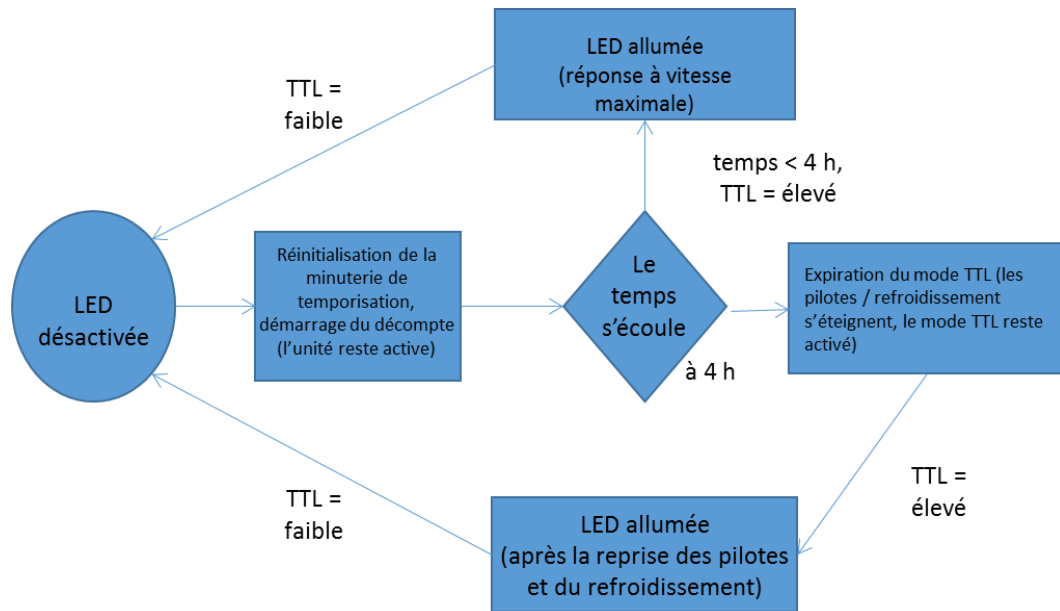 LED allumée
(réponse à vitesse
maximale)
TTL =
faible
temps < 4 h,
TTL = élevé
LED
désactivée
Réinitialisation de la
minuterie de
temporisation,
démarrage du décompte
(l’unité reste active)
Le
temps
s’écoule
à 4 h
Expiration du mode TTL (les
pilotes / refroidissement
s’éteignent, le mode TTL reste
activé)
TTL =
élevé
TTL =
faible
LED allumée
(après la reprise des pilotes
et du refroidissement)